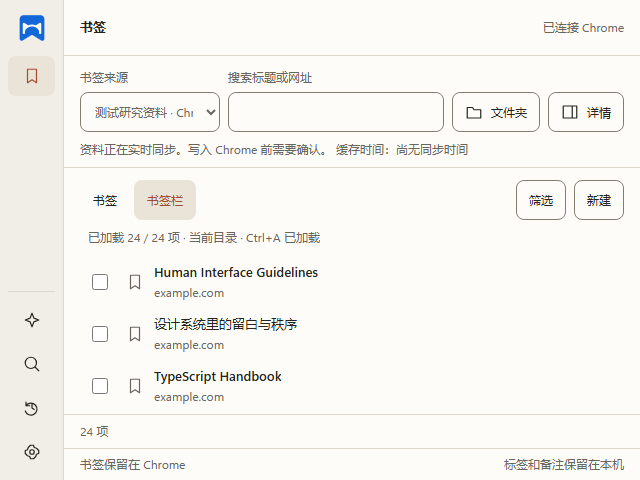 书签
已连接 Chrome
书签来源
搜索标题或网址
测试研究资料 · Chr
文件夹
详情
资料正在实时同步。写入 Chrome 前需要确认。 缓存时间：尚无同步时间
书签
书签栏
筛选
新建
已加载 24 / 24 项 · 当前目录 · Ctrl+A 已加载
Human Interface Guidelines
example.com
设计系统里的留白与秩序
example.com
TypeScript Handbook
example.com
24 项
书签保留在 Chrome
标签和备注保留在本机